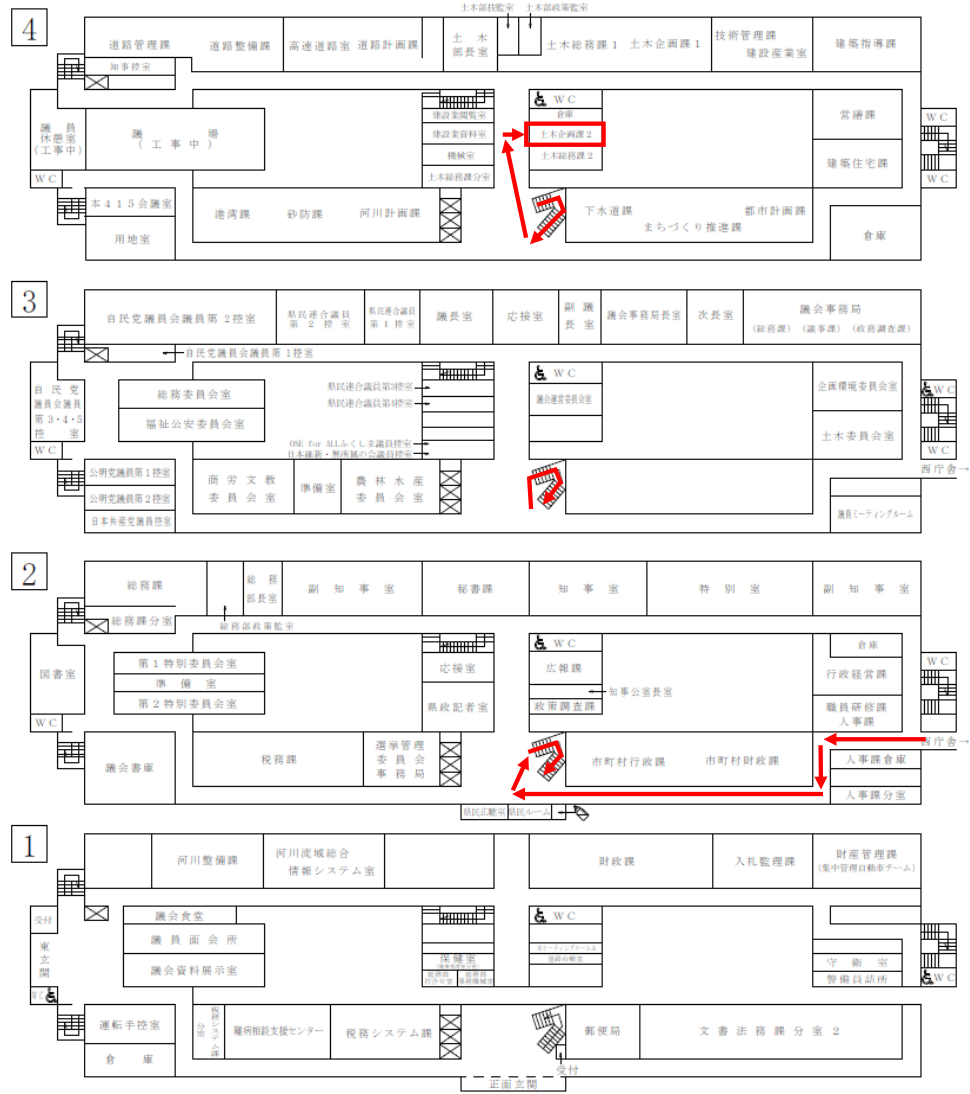 4
土木部技監室 土木部政策監室
道路管理課
道路整備課
高速道路室 道路計画課
土木
部長室
土木総務課1 土木企画課1
技術管理課
建設産業室
建築指導課
知事控室
議員
休憩室
(工事中)
議場
(工事中)
WC
建設業閲覧室
建設業資料室
機械室
土木総務課分室
WC
倉庫
土木企画課2
土木総務課2
営繕課
建築住宅課
WC
WC
本415会議室
用地室
港湾課
砂防課
河川計画課
下水道課
まちづくり推進課
都市計画課
倉庫
3
自民党議員会議員第2控室
県民連合議員
第2控室
県民連合議員
第1控室
議長室
応接室
副議
長室
議会事務局長室
次長室
議会事務局
(総務課)(議事課)(政務調査課)
自民党議員会議員第1控室
自民党
議員会議員
第3・4・5
控室
WC
総務委員会室
福祉公安委員会室
県民連合議員第3控室
県民連合議員第4控室
ONE for ALLふくしま議員控室
日本維新・無所属の会議員控室
WC
議会運営委員会室
企画環境委員会室
土木委員会室
WC
WC
西庁舎→
公明党議員第1控室
公明党議員第2控室
日本共産党議員控室
商労文教
委員会室
準備室
農林水産
委員会室
議員ミーティングルーム
2
総務課
総務課分室
総務
部長室
総務部政策監室
副知事室
秘書課
知事室
特別室
副知事室
図書室
WC
第1特別委員会室
準備室
第2特別委員会室
応接室
県政記者室
WC
広報課
知事公室長室
政策調査課
倉庫
行政経営課
職員研修課
人事課
WC
西庁舎→
議会書庫
税務課
選挙管理
委員会
事務局
市町村行政課
市町村財政課
人事課倉庫
人事課分室
県民広聴室
県民ルーム
1
河川整備課
河川流域総合
情報システム室
財政課
入札監理課
財産管理課
(集中管理自動車チーム)
受付
東玄関
WC
議会食堂
議員面会所
議会資料展示室
保健室
WC
守衛室
警備員詰所
WC
運転手控室
倉庫
税務システム課
分室
難病相談支援センター
税務システム課
郵便局
文書法務課分室2
受付
正面玄関